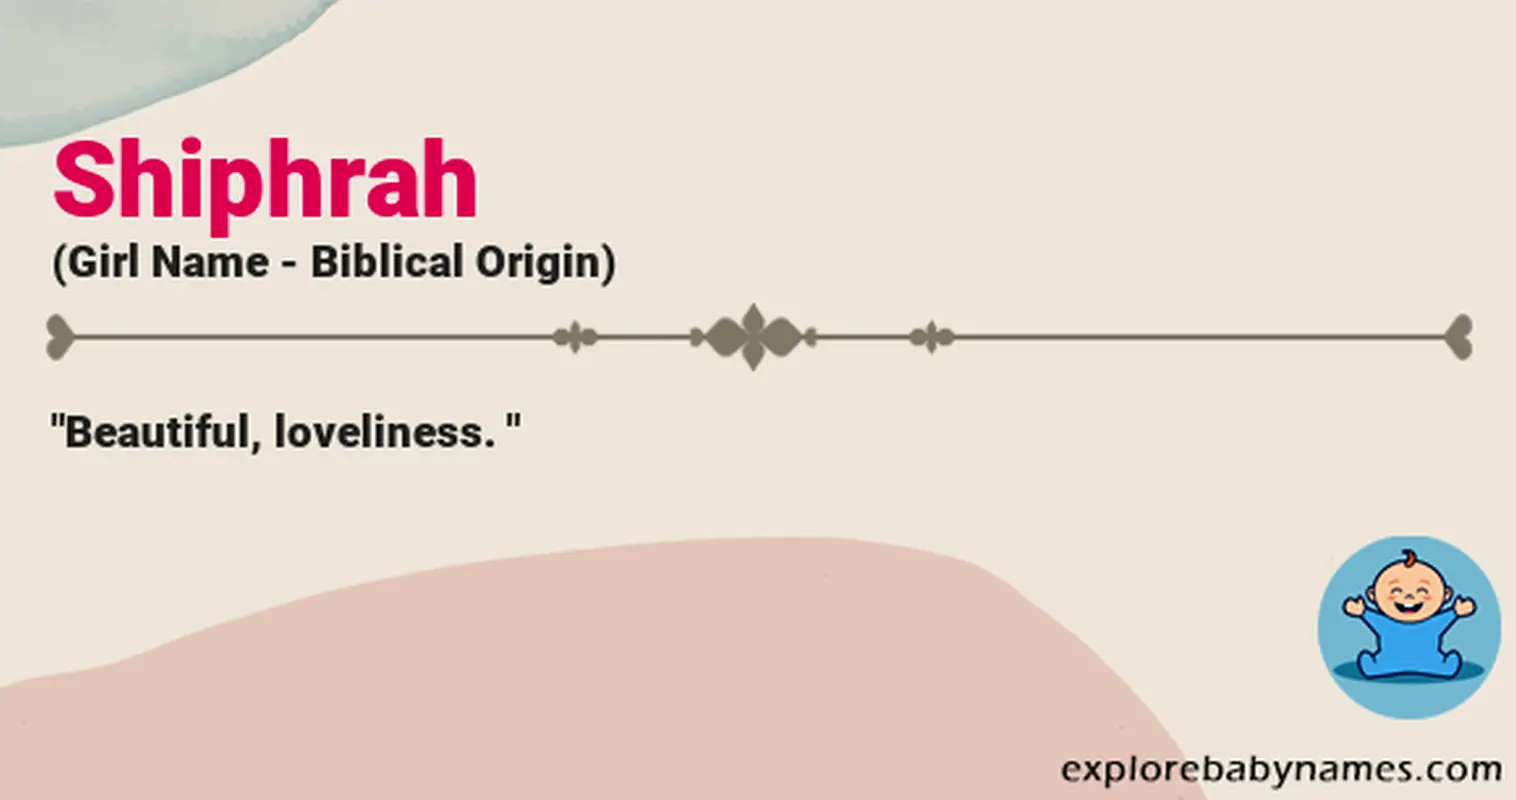 Shiphrah
(Girl Name - Biblical Origin)
"Beautiful, loveliness. "
explorebabynames.com